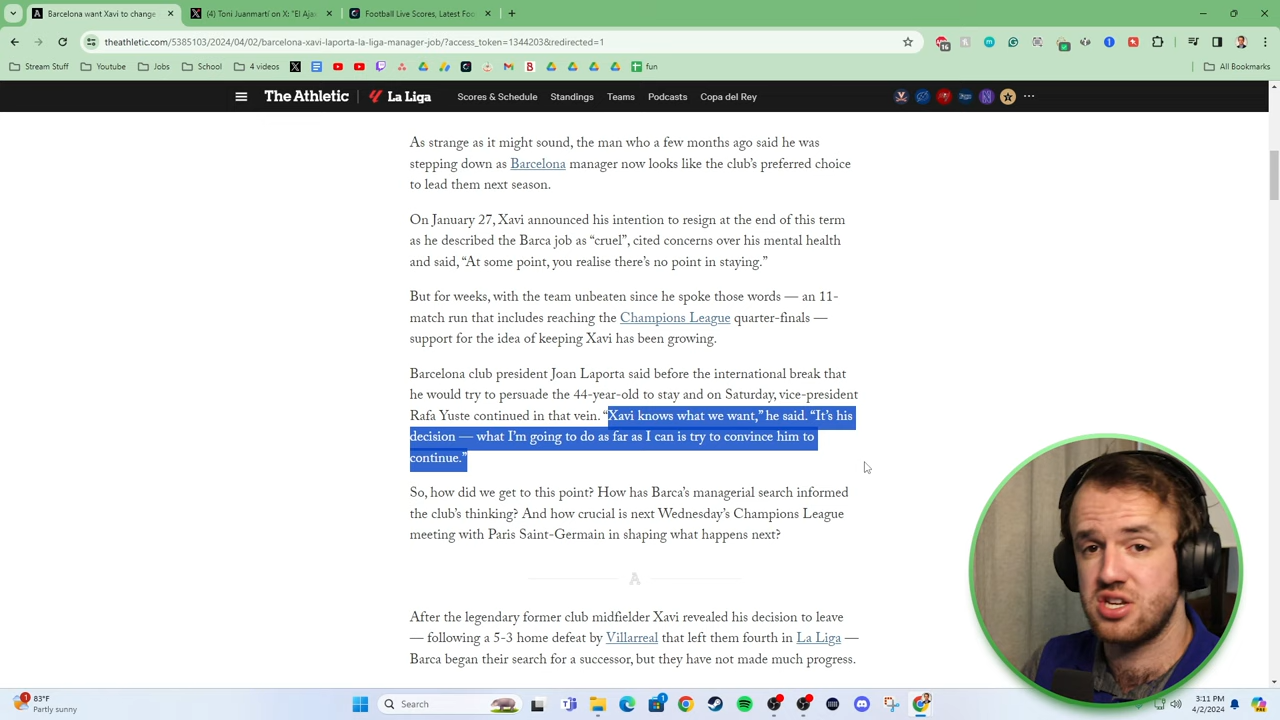 Barcelona want Xavi to change
(4) Toni Juanmartí on X: "El Aja
Football Live Scores, Latest Foo
theathletic.com/5385103/2024/04/02/barcelona-xavi-laporta-la-liga-manager-job/?access_token=1344203&redirected=1
16
Stream Stuff
Youtube
Jobs
School
4 videos
fun
All Bookmarks
The Athletic
La Liga
Scores & Schedule
Standings
Teams
Podcasts
Copa del Rey
As strange as it might sound, the man who a few months ago said he was
stepping down as Barcelona manager now looks like the club's preferred choice
to lead them next season.
On January 27, Xavi announced his intention to resign at the end of this term
as he described the Barca job as “cruel”, cited concerns over his mental health
and said, “At some point, you realise there's no point in staying.”
But for weeks, with the team unbeaten since he spoke those words — an 11-
match run that includes reaching the Champions League quarter-finals —
support for the idea of keeping Xavi has been growing.
Barcelona club president Joan Laporta said before the international break that
he would try to persuade the 44-year-old to stay and on Saturday, vice-president
Rafa Yuste continued in that vein. “Xavi knows what we want,” he said. “It's his
decision — what I'm going to do as far as I can is try to convince him to
continue.”
So, how did we get to this point? How has Barca's managerial search informed
the club's thinking? And how crucial is next Wednesday's Champions League
meeting with Paris Saint-Germain in shaping what happens next?
A
After the legendary former club midfielder Xavi revealed his decision to leave
— following a 5-3 home defeat by Villarreal that left them fourth in La Liga —
Barca began their search for a successor, but they have not made much progress.
1
83°F
Partly sunny
Search
1
3:11 PM
4/2/2024